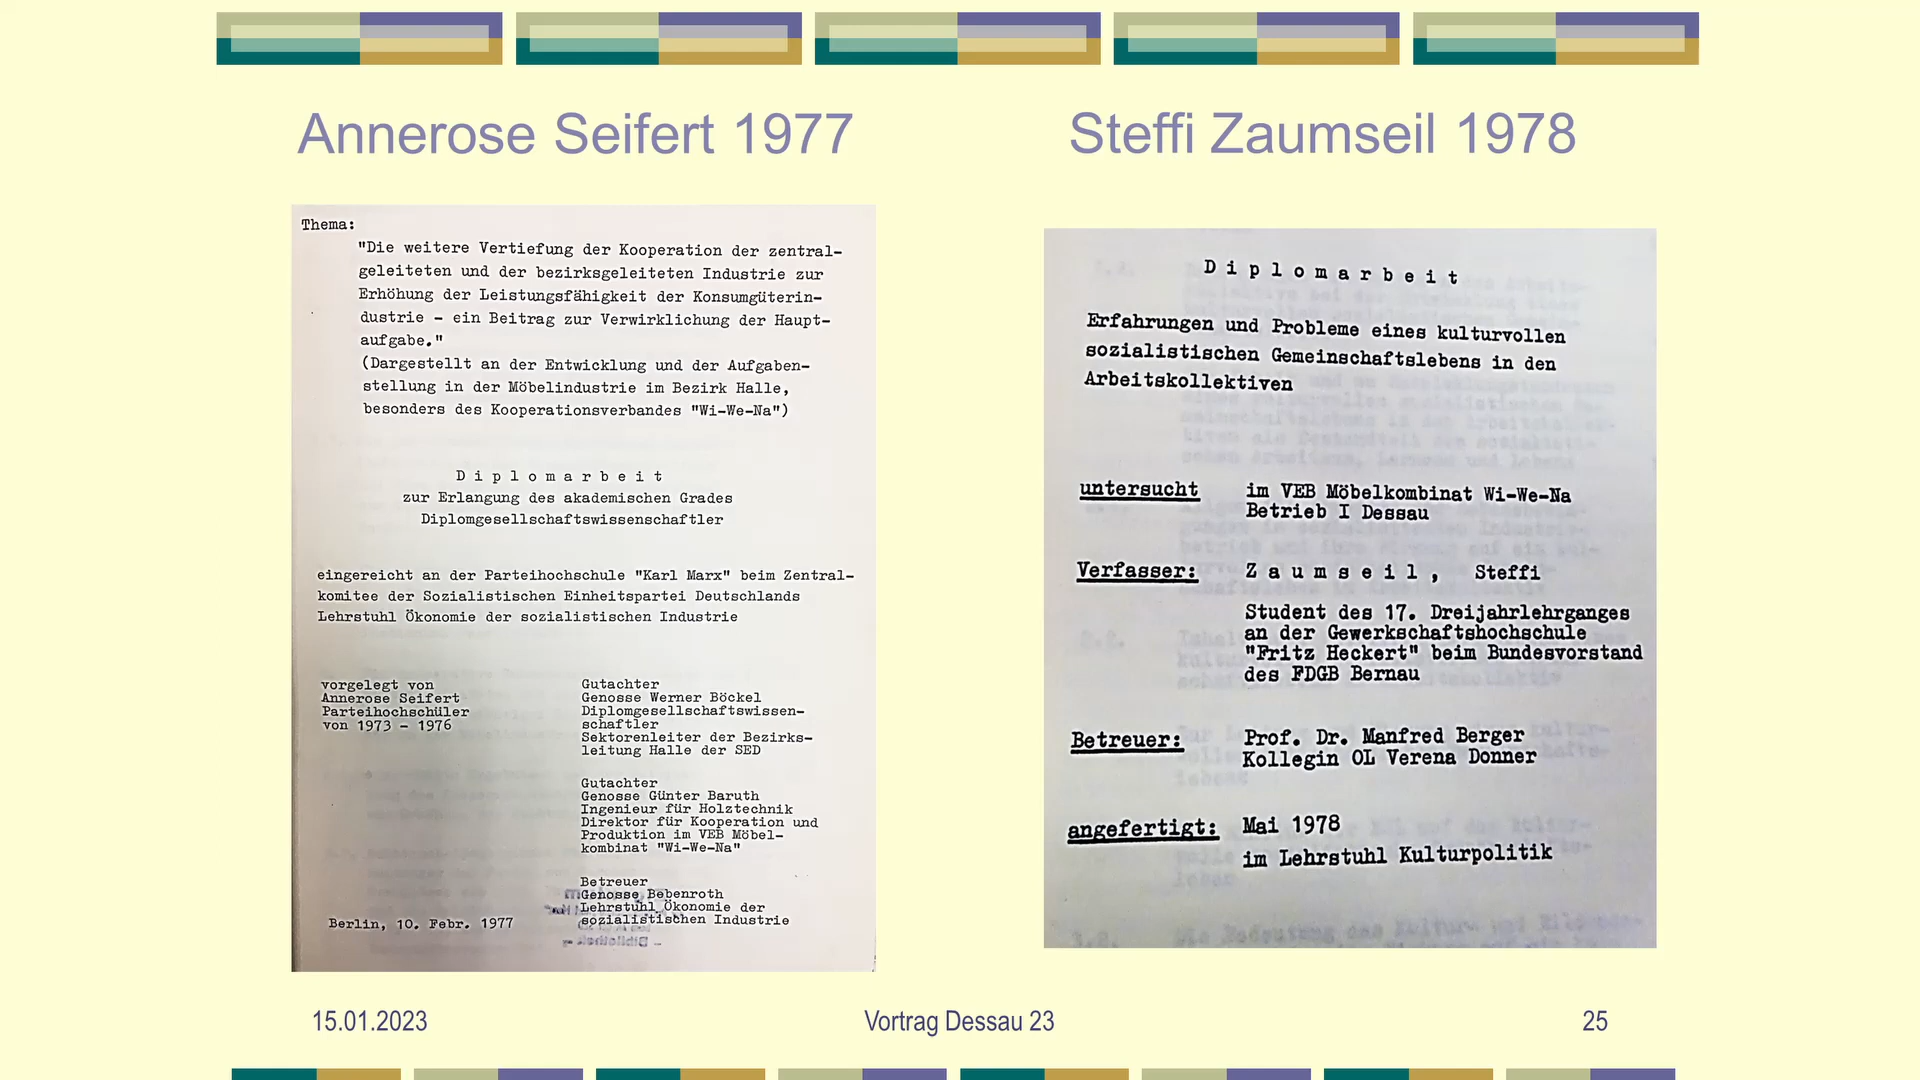 Annerose Seifert 1977
Thema:
"Die weitere Vertiefung der Kooperation der zentral-
geleiteten und der bezirksgeleiteten Industrie zur
Erhöhung der Leistungsfähigkeit der Konsumgüterin-
dustrie - ein Beitrag zur Verwirklichung der Haupt-
aufgabe."
(Dargestellt an der Entwicklung und der Aufgaben-
stellung in der Möbelindustrie im Bezirk Halle,
besonders des Kooperationsverbandes "Wi-We-Na")
D i p l o m a r b e i t
zur Erlangung des akademischen Grades
Diplomgesellschaftswissenschaftler
eingereicht an der Parteihochschule "Karl Marx" beim Zentral-
komitee der Sozialistischen Einheitspartei Deutschlands
Lehrstuhl Ökonomie der sozialistischen Industrie
vorgelegt von
Annerose Seifert
Parteihochschüler
von 1973 - 1976
Gutachter
Genosse Werner Böckel
Diplomgesellschaftswissen-
schaftler
Sektorenleiter der Bezirks-
leitung Halle der SED
Gutachter
Genosse Günter Baruth
Ingenieur für Holztechnik
Direktor für Kooperation und
Produktion im VEB Möbel-
kombinat "Wi-We-Na"
Betreuer
Genosse Bebenroth
Lehrstuhl Ökonomie der
sozialistischen Industrie
Berlin, 10. Febr. 1977
Steffi Zaumseil 1978
D i p l o m a r b e i t
Erfahrungen und Probleme eines kulturvollen
sozialistischen Gemeinschaftslebens in den
Arbeitskollektiven
untersucht im VEB Möbelkombinat Wi-We-Na
Betrieb I Dessau
Verfasser: Z a u m s e i l , Steffi
Student des 17. Dreijahrlehrganges
an der Gewerkschaftshochschule
"Fritz Heckert" beim Bundesvorstand
des FDGB Bernau
Betreuer: Prof. Dr. Manfred Berger
Kollegin OL Verena Donner
angefertigt: Mai 1978
im Lehrstuhl Kulturpolitik
15.01.2023
Vortrag Dessau 23
25